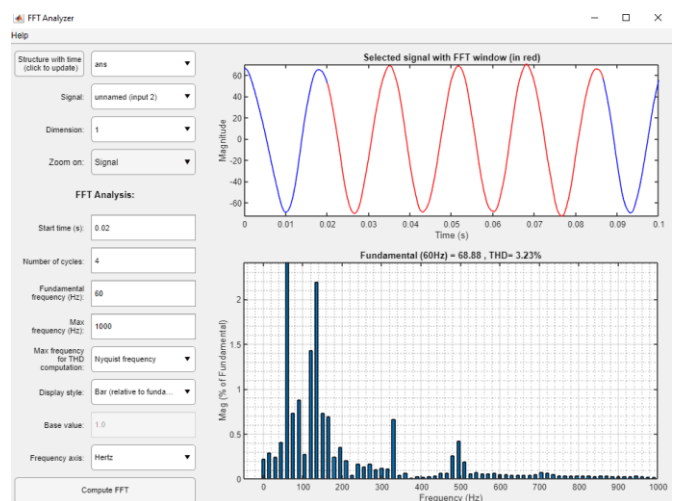 FFT Analyzer
Help
Structure with time
(click to update)
ans
Signal:
unnamed (input 2)
Dimension:
1
Zoom on:
Signal
FFT Analysis:
Start time (s):
0.02
Number of cycles:
4
Fundamental
frequency (Hz):
60
Max
frequency (Hz):
1000
Max frequency
for THD
computation:
Nyquist frequency
Display style:
Bar (relative to funda...
Base value:
1.0
Frequency axis:
Hertz
Compute FFT
Selected signal with FFT window (in red)
Magnitude
60
40
20
0
-20
-40
-60
0 0.01 0.02 0.03 0.04 0.05 0.06 0.07 0.08 0.09 0.1
Time (s)
Fundamental (60Hz) = 68.88 , THD= 3.23%
Mag (% of Fundamental)
2
1.5
1
0.5
0
0 100 200 300 400 500 600 700 800 900 1000
Frequency (Hz)